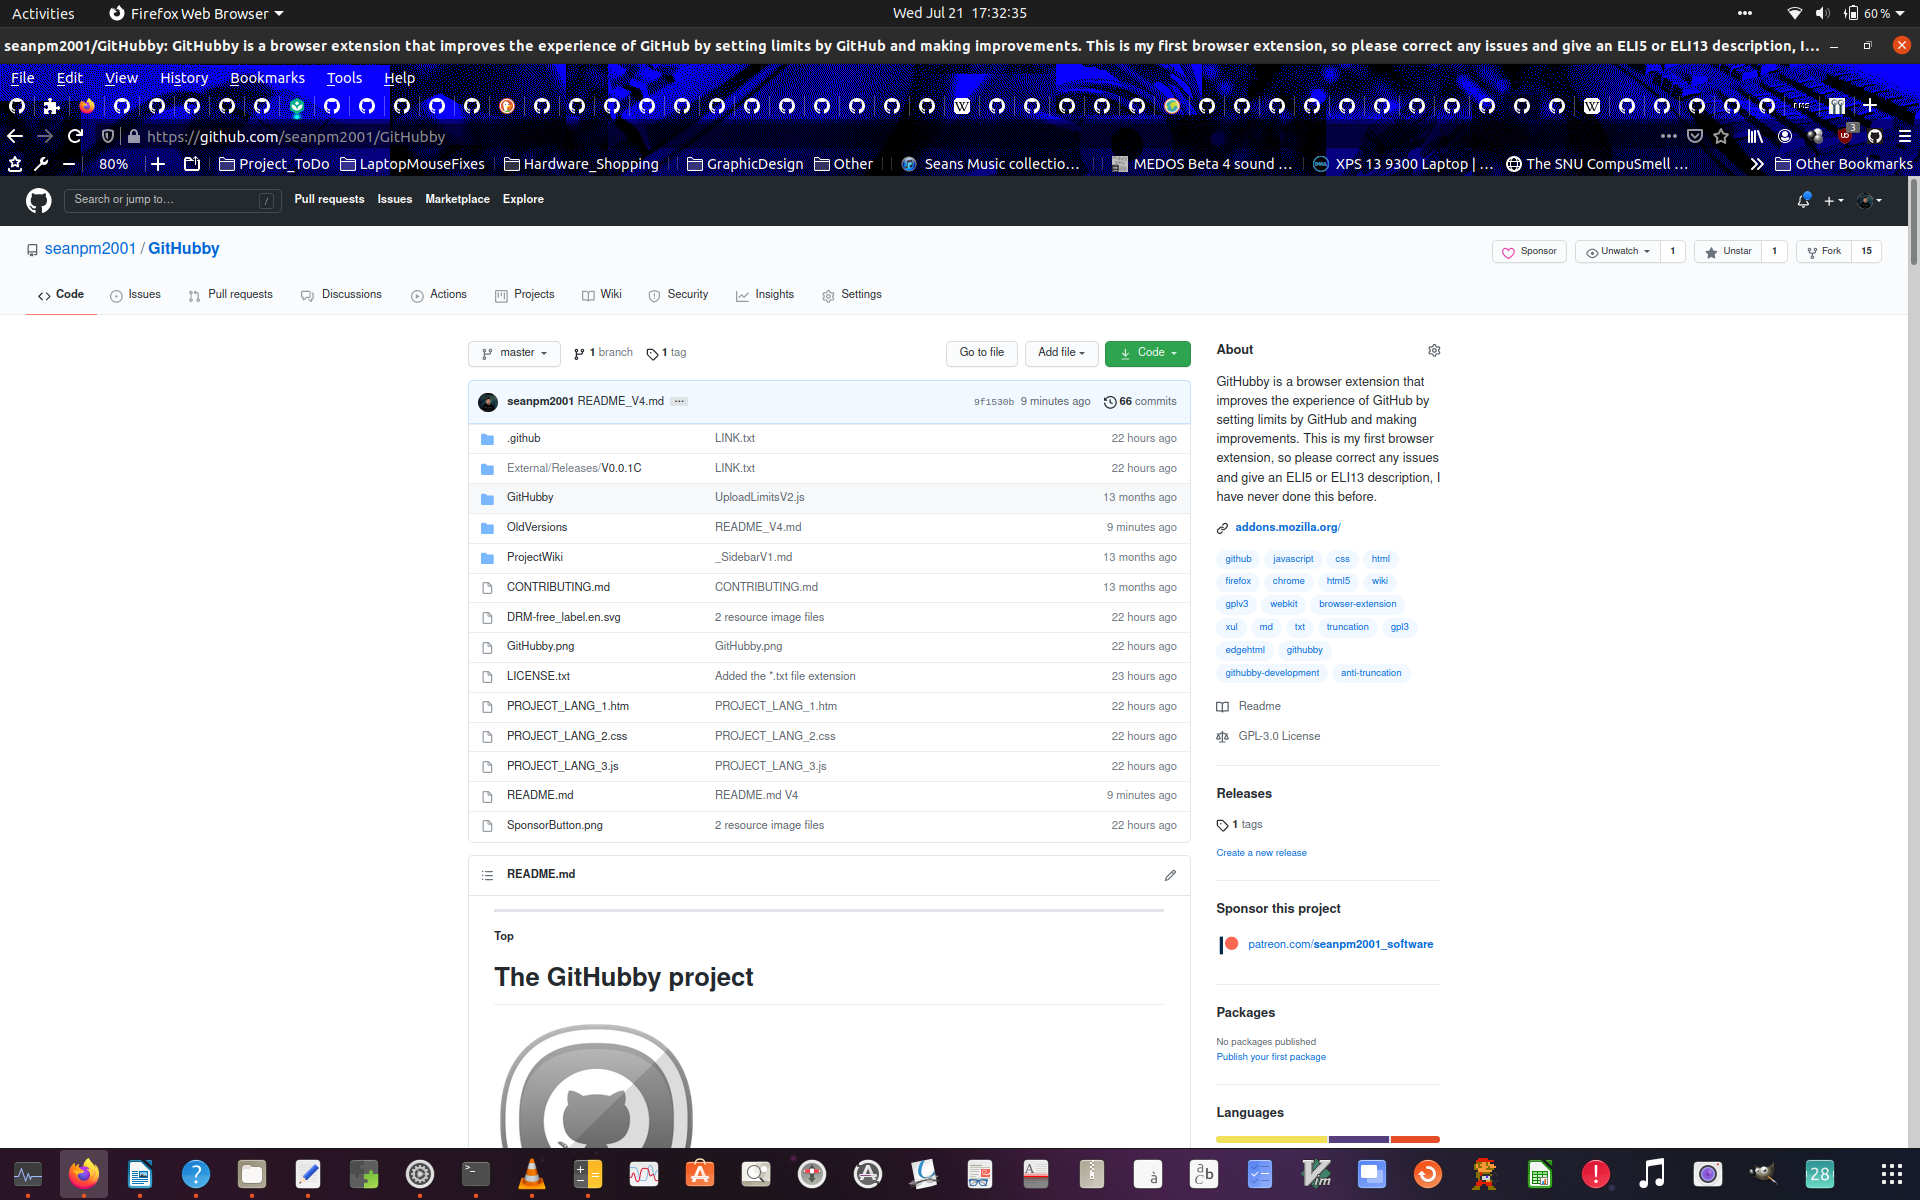 Activities Firefox Web Browser Wed Jul 21 17:32:35 60 %
seanpm2001/GitHubby: GitHubby is a browser extension that improves the experience of GitHub by setting limits by GitHub and making improvements. This is my first browser extension, so please correct any issues and give an ELI5 or ELI13 description, I...
File Edit View History Bookmarks Tools Help
https://github.com/seanpm2001/GitHubby 3
80% Project_ToDo LaptopMouseFixes Hardware_Shopping GraphicDesign Other Seans Music collectio... MEDOS Beta 4 sound ... XPS 13 9300 Laptop | ... The SNU CompuSmell ... Other Bookmarks
Search or jump to... / Pull requests Issues Marketplace Explore
seanpm2001 / GitHubby Sponsor Unwatch 1 Unstar 1 Fork 15
Code Issues Pull requests Discussions Actions Projects Wiki Security Insights Settings
master 1 branch 1 tag Go to file Add file Code
seanpm2001 README_V4.md ... 9f1530b 9 minutes ago 66 commits
.github LINK.txt 22 hours ago
External/Releases/V0.0.1C LINK.txt 22 hours ago
GitHubby UploadLimitsV2.js 13 months ago
OldVersions README_V4.md 9 minutes ago
ProjectWiki _SidebarV1.md 13 months ago
CONTRIBUTING.md CONTRIBUTING.md 13 months ago
DRM-free_label.en.svg 2 resource image files 22 hours ago
GitHubby.png GitHubby.png 22 hours ago
LICENSE.txt Added the *.txt file extension 23 hours ago
PROJECT_LANG_1.htm PROJECT_LANG_1.htm 22 hours ago
PROJECT_LANG_2.css PROJECT_LANG_2.css 22 hours ago
PROJECT_LANG_3.js PROJECT_LANG_3.js 22 hours ago
README.md README.md V4 9 minutes ago
SponsorButton.png 2 resource image files 22 hours ago
README.md
Top
The GitHubby project
About
GitHubby is a browser extension that
improves the experience of GitHub by
setting limits by GitHub and making
improvements. This is my first browser
extension, so please correct any issues
and give an ELI5 or ELI13 description, I
have never done this before.
addons.mozilla.org/
github javascript css html
firefox chrome html5 wiki
gplv3 webkit browser-extension
xul md txt truncation gpl3
edgehtml githubby
githubby-development anti-truncation
Readme
GPL-3.0 License
Releases
1 tags
Create a new release
Sponsor this project
patreon.com/seanpm2001_software
Packages
No packages published
Publish your first package
Languages
28